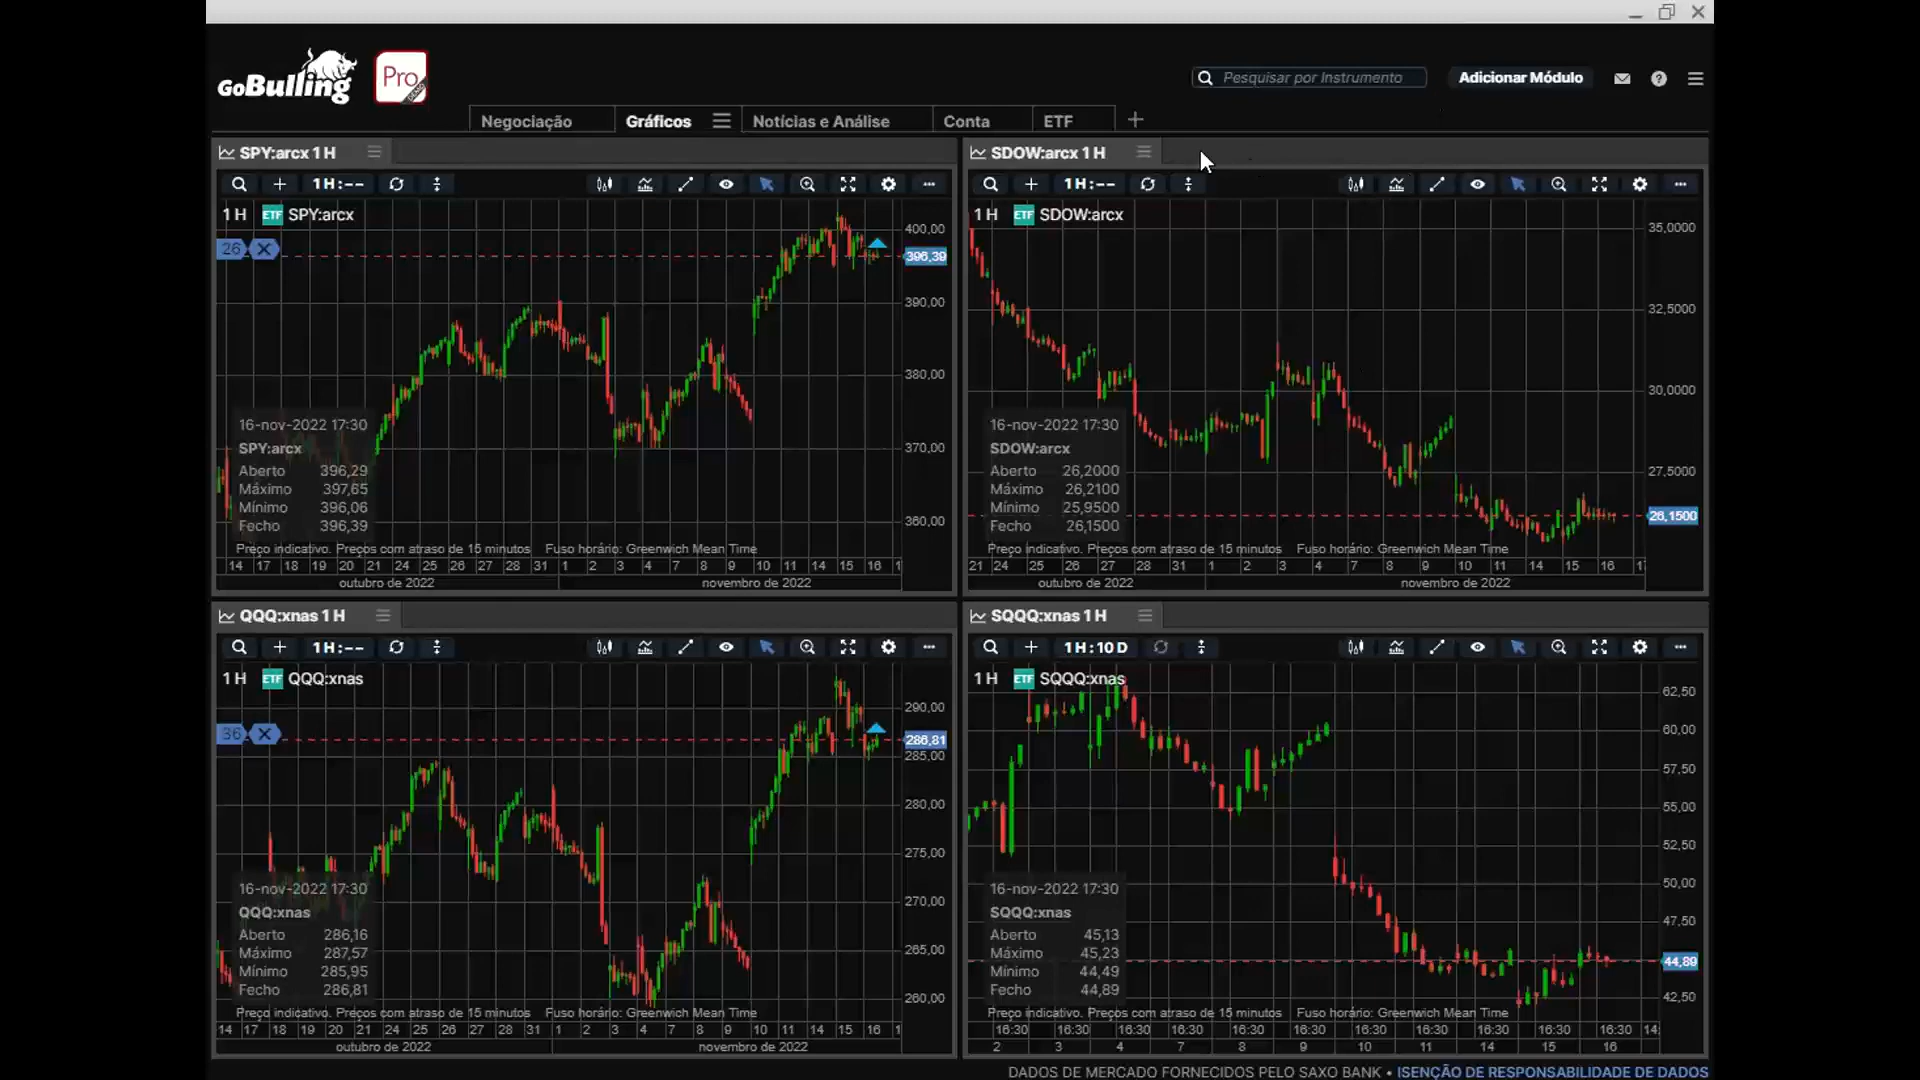 GoBulling Pro DEMO
Pesquisar por Instrumento
Adicionar Módulo
Negociação
Gráficos
Notícias e Análise
Conta
ETF
SPY:arcx 1 H
1 H:--
1 H ETF SPY:arcx
26
400,00
396,39
390,00
380,00
370,00
360,00
16-nov-2022 17:30
SPY:arcx
Aberto 396,29
Máximo 397,65
Mínimo 396,06
Fecho 396,39
Preço indicativo. Preços com atraso de 15 minutos Fuso horário: Greenwich Mean Time
14 17 18 19 20 21 24 25 26 27 28 31 1 2 3 4 7 8 9 10 11 14 15 16 1
outubro de 2022 novembro de 2022
SDOW:arcx 1 H
1 H:--
1 H ETF SDOW:arcx
35,0000
32,5000
30,0000
27,5000
26,1500
16-nov-2022 17:30
SDOW:arcx
Aberto 26,2000
Máximo 26,2100
Mínimo 25,9500
Fecho 26,1500
Preço indicativo. Preços com atraso de 15 minutos Fuso horário: Greenwich Mean Time
21 24 25 26 27 28 31 1 2 3 4 7 8 9 10 11 14 15 16 17
outubro de 2022 novembro de 2022
QQQ:xnas 1 H
1 H:--
1 H ETF QQQ:xnas
36
290,00
286,81
285,00
280,00
275,00
270,00
265,00
260,00
16-nov-2022 17:30
QQQ:xnas
Aberto 286,16
Máximo 287,57
Mínimo 285,95
Fecho 286,81
Preço indicativo. Preços com atraso de 15 minutos Fuso horário: Greenwich Mean Time
14 17 18 19 20 21 24 25 26 27 28 31 1 2 3 4 7 8 9 10 11 14 15 16 1
outubro de 2022 novembro de 2022
SQQQ:xnas 1 H
1 H:10 D
1 H ETF SQQQ:xnas
62,50
60,00
57,50
55,00
52,50
50,00
47,50
44,89
42,50
16-nov-2022 17:30
SQQQ:xnas
Aberto 45,13
Máximo 45,23
Mínimo 44,49
Fecho 44,89
Preço indicativo. Preços com atraso de 15 minutos Fuso horário: Greenwich Mean Time
16:30 16:30 16:30 16:30 16:30 16:30 16:30 16:30 16:30 16:30 16:30 14:
2 3 4 7 8 9 10 11 14 15 16
DADOS DE MERCADO FORNECIDOS PELO SAXO BANK • ISENÇÃO DE RESPONSABILIDADE DE DADOS